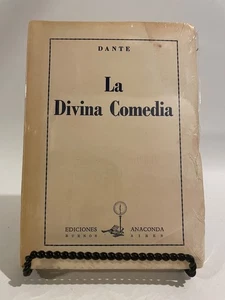 DANTE
La
Divina Comedia
EDICIONES ANACONDA
BUENOS AIRES